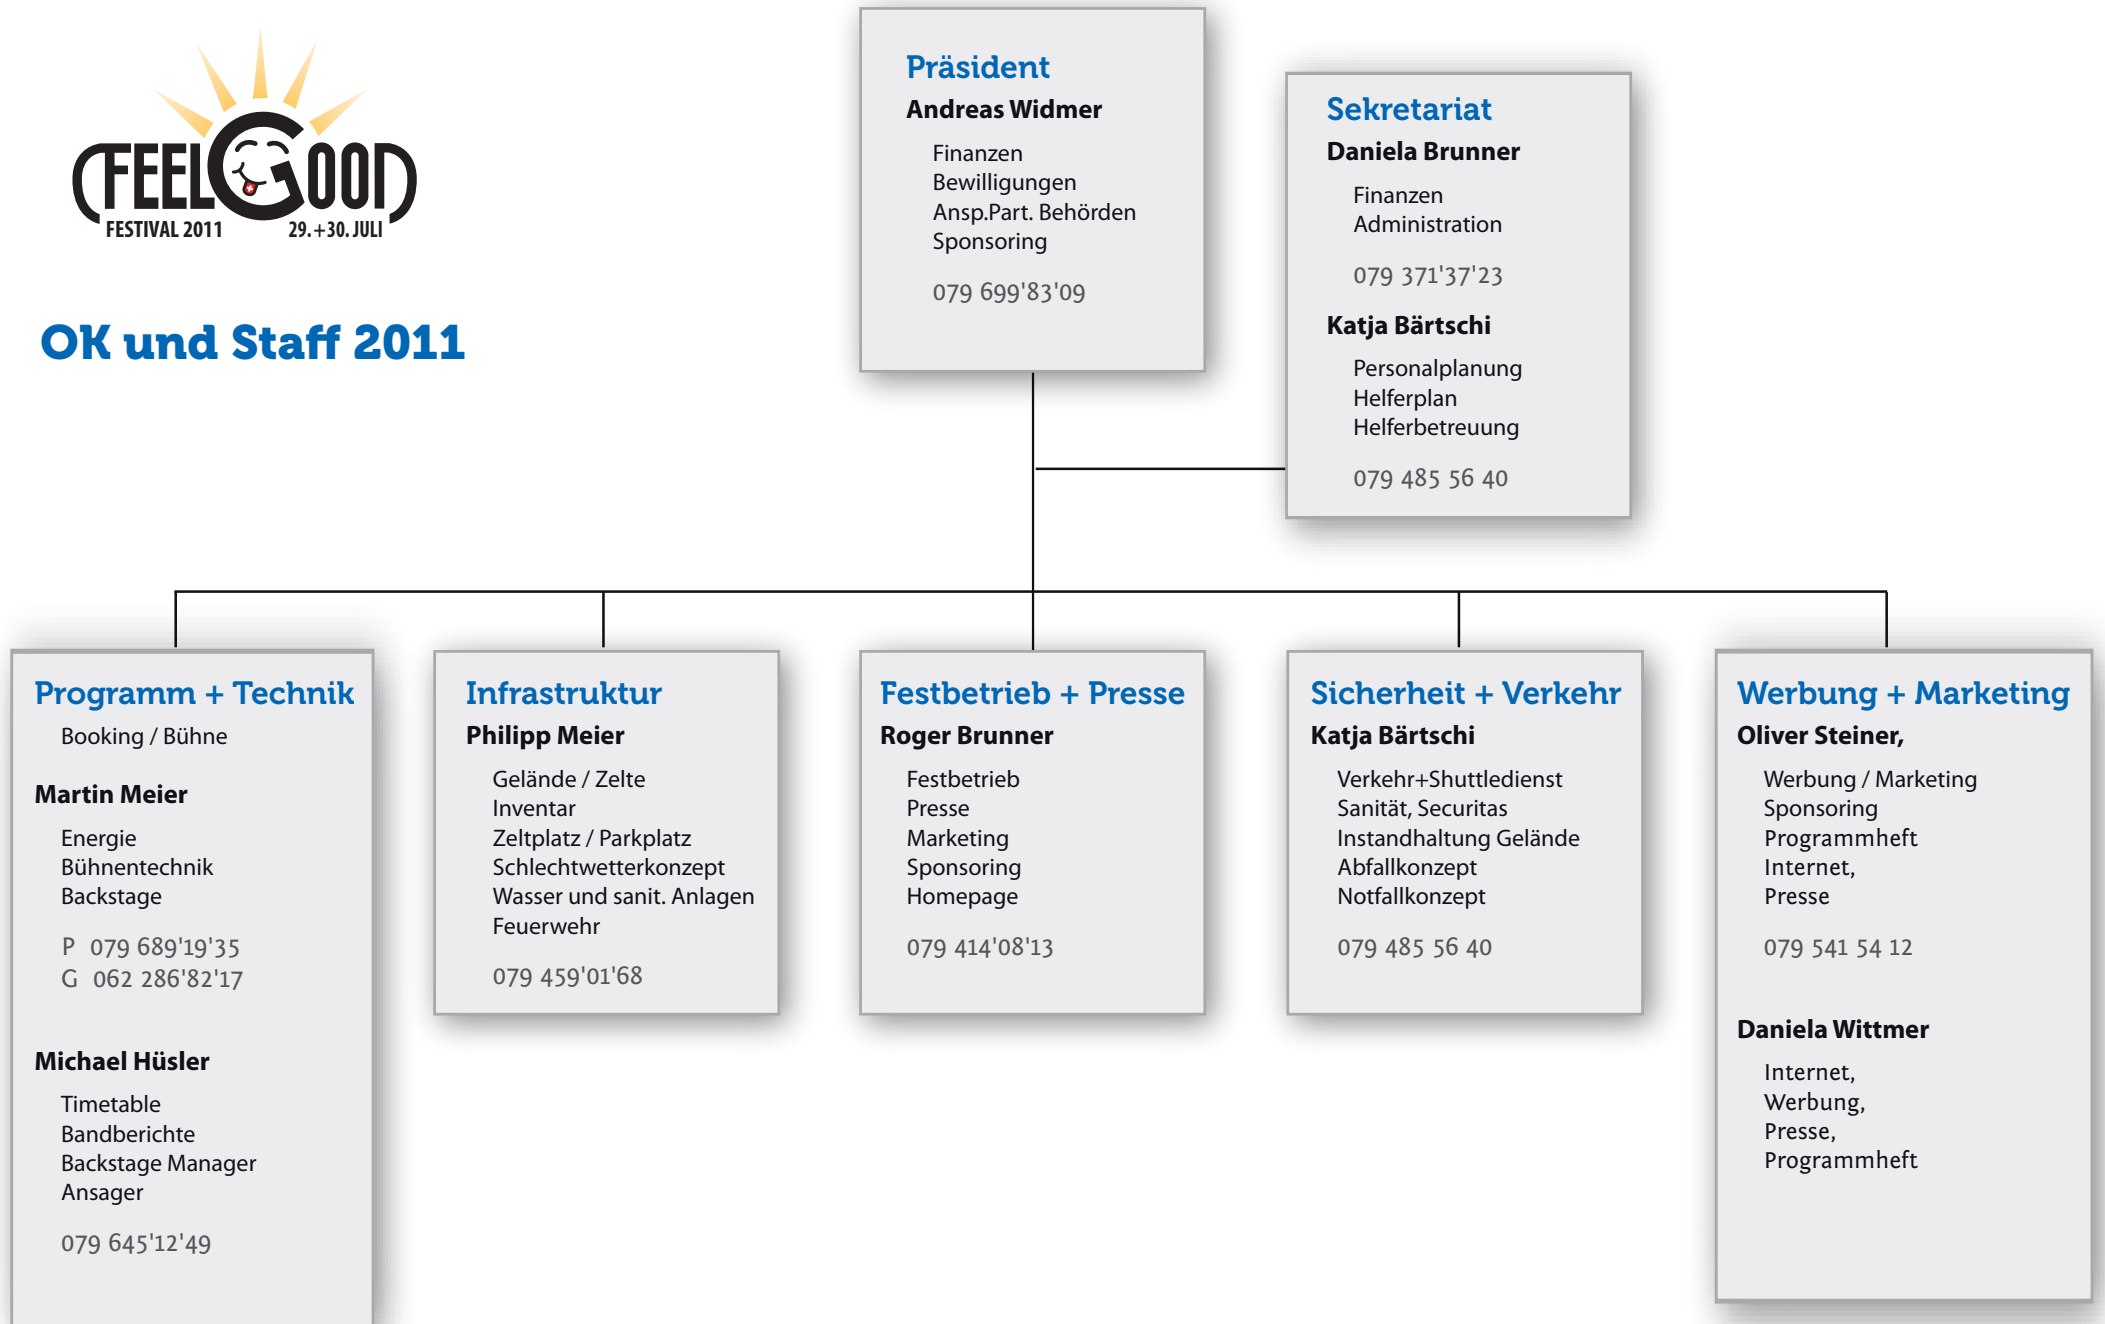 FEELGOOD
FESTIVAL 2011 29.+30. JULI
OK und Staff 2011
Präsident
Andreas Widmer
Finanzen
Bewilligungen
Ansp.Part. Behörden
Sponsoring
079 699'83'09
Sekretariat
Daniela Brunner
Finanzen
Administration
079 371'37'23
Katja Bärtschi
Personalplanung
Helferplan
Helferbetreuung
079 485 56 40
Programm + Technik
Booking / Bühne
Martin Meier
Energie
Bühnentechnik
Backstage
P 079 689'19'35
G 062 286'82'17
Michael Hüsler
Timetable
Bandberichte
Backstage Manager
Ansager
079 645'12'49
Infrastruktur
Philipp Meier
Gelände / Zelte
Inventar
Zeltplatz / Parkplatz
Schlechtwetterkonzept
Wasser und sanit. Anlagen
Feuerwehr
079 459'01'68
Festbetrieb + Presse
Roger Brunner
Festbetrieb
Presse
Marketing
Sponsoring
Homepage
079 414'08'13
Sicherheit + Verkehr
Katja Bärtschi
Verkehr+Shuttledienst
Sanität, Securitas
Instandhaltung Gelände
Abfallkonzept
Notfallkonzept
079 485 56 40
Werbung + Marketing
Oliver Steiner,
Werbung / Marketing
Sponsoring
Programmheft
Internet,
Presse
079 541 54 12
Daniela Wittmer
Internet,
Werbung,
Presse,
Programmheft